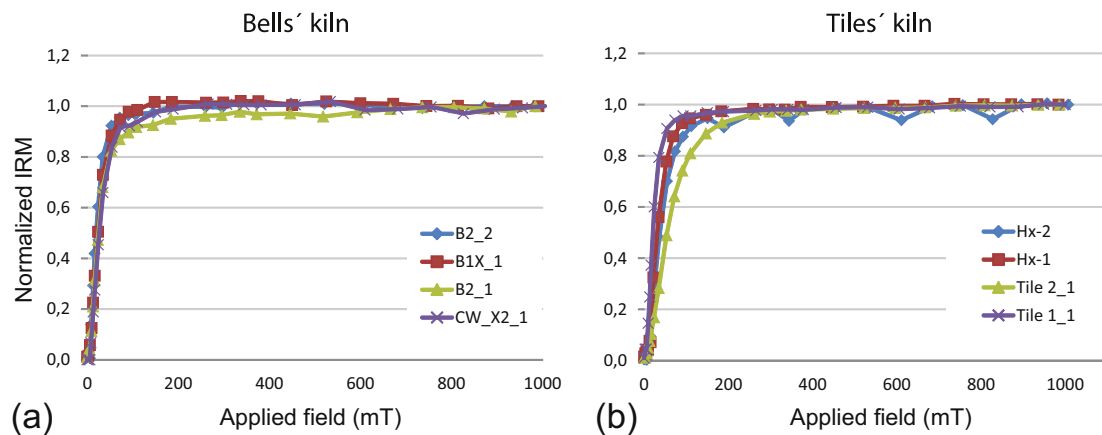 Bells´ kiln
Normalized IRM
1,2
1,0
0,8
0,6
0,4
0,2
0,0
B2_2
B1X_1
B2_1
CW_X2_1
0 200 400 600 800 1000
(a) Applied field (mT)
Tiles´ kiln
1,2
1,0
0,8
0,6
0,4
0,2
0,0
Hx-2
Hx-1
Tile 2_1
Tile 1_1
0 200 400 600 800 1000
(b) Applied field (mT)